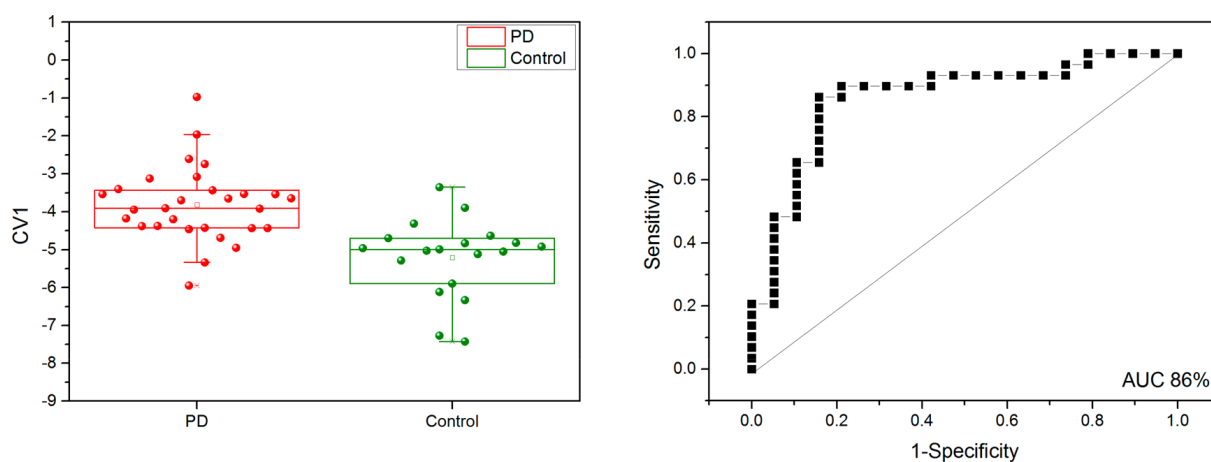 1
0
-1
-2
-3
-4
-5
-6
-7
-8
-9
CV1
PD
Control
PD
Control
1.0
0.8
0.6
0.4
0.2
0.0
Sensitivity
AUC 86%
0.0 0.2 0.4 0.6 0.8 1.0
1-Specificity